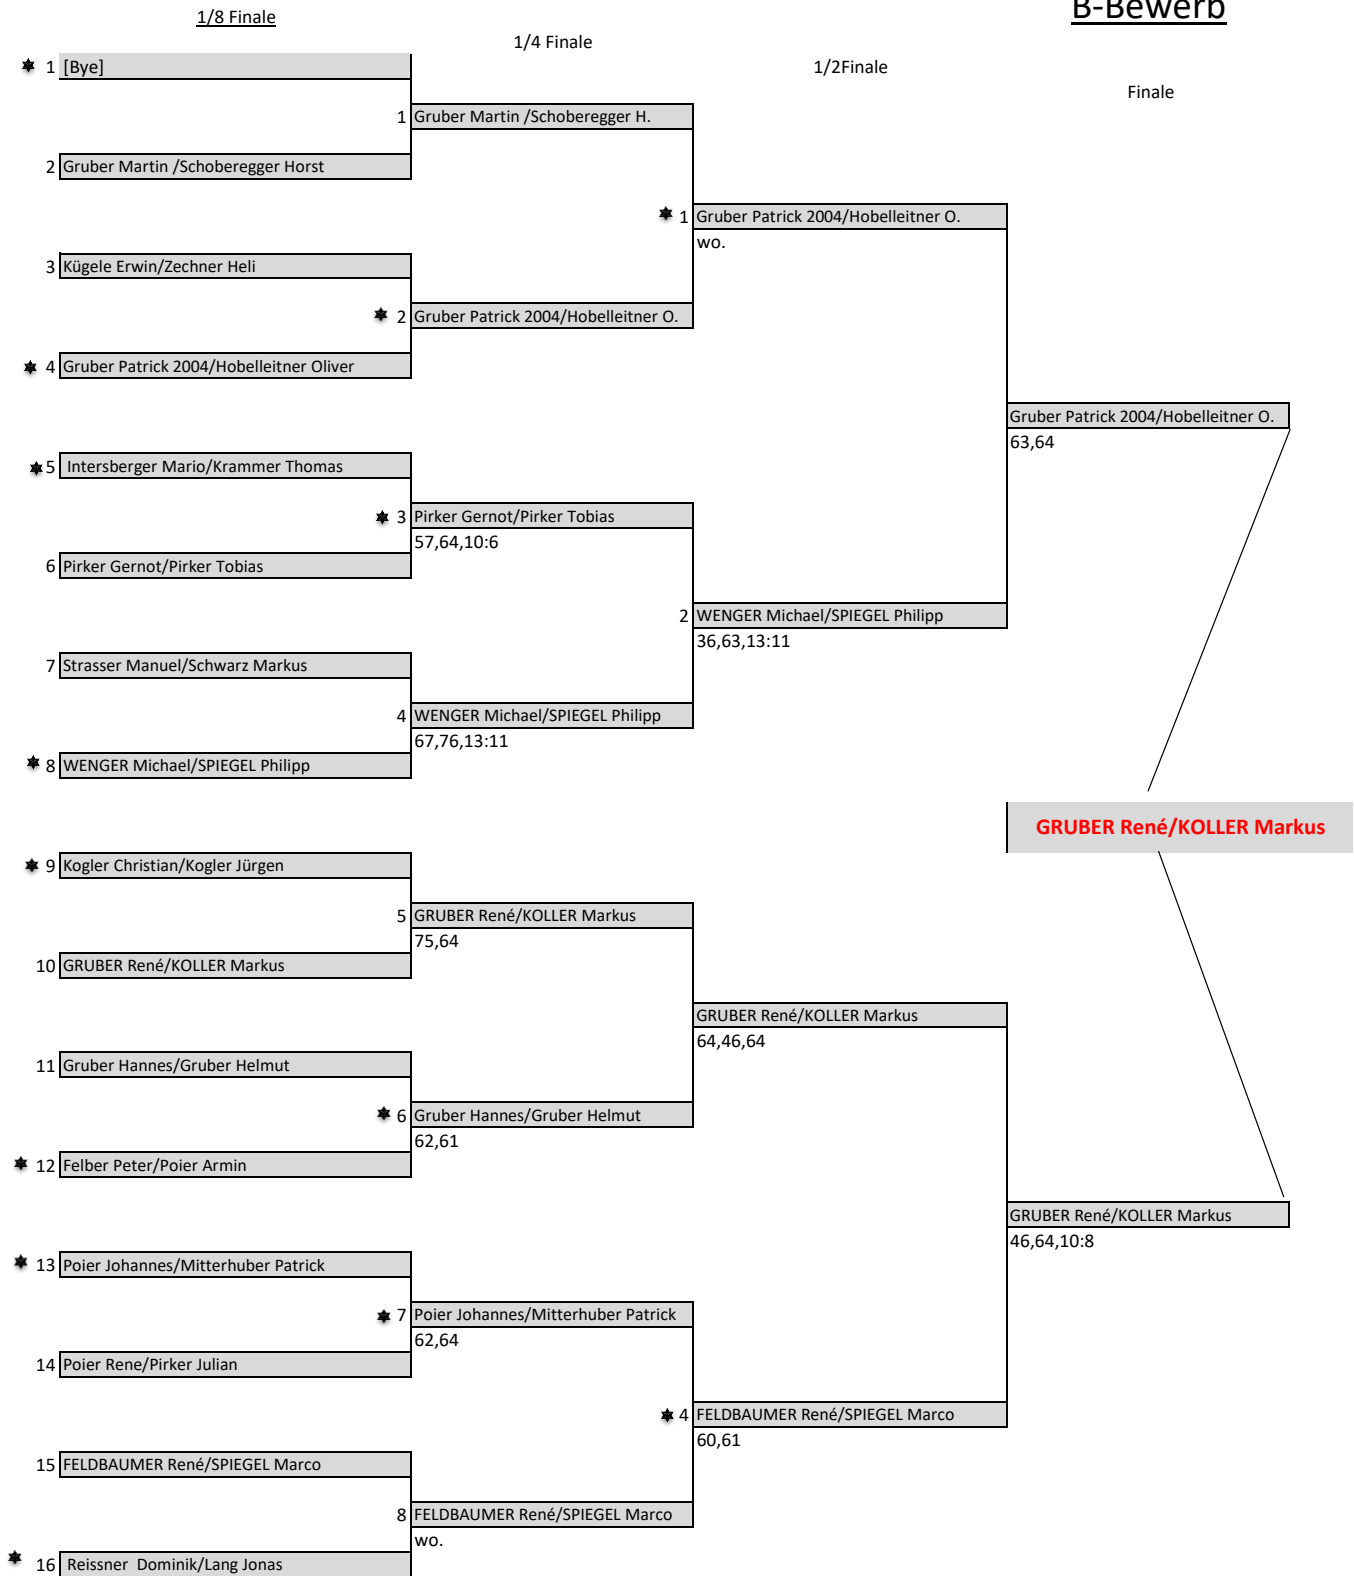 B-Bewerb
1/8 Finale
1/4 Finale
1/2Finale
Finale
1 [Bye]
1 Gruber Martin /Schoberegger H.
2 Gruber Martin /Schoberegger Horst
1 Gruber Patrick 2004/Hobelleitner O.
wo.
3 Kügele Erwin/Zechner Heli
2 Gruber Patrick 2004/Hobelleitner O.
4 Gruber Patrick 2004/Hobelleitner Oliver
Gruber Patrick 2004/Hobelleitner O.
63,64
5 Intersberger Mario/Krammer Thomas
3 Pirker Gernot/Pirker Tobias
57,64,10:6
6 Pirker Gernot/Pirker Tobias
2 WENGER Michael/SPIEGEL Philipp
36,63,13:11
7 Strasser Manuel/Schwarz Markus
4 WENGER Michael/SPIEGEL Philipp
67,76,13:11
8 WENGER Michael/SPIEGEL Philipp
GRUBER René/KOLLER Markus
9 Kogler Christian/Kogler Jürgen
5 GRUBER René/KOLLER Markus
75,64
10 GRUBER René/KOLLER Markus
GRUBER René/KOLLER Markus
64,46,64
11 Gruber Hannes/Gruber Helmut
6 Gruber Hannes/Gruber Helmut
62,61
12 Felber Peter/Poier Armin
GRUBER René/KOLLER Markus
46,64,10:8
13 Poier Johannes/Mitterhuber Patrick
7 Poier Johannes/Mitterhuber Patrick
62,64
14 Poier Rene/Pirker Julian
4 FELDBAUMER René/SPIEGEL Marco
60,61
15 FELDBAUMER René/SPIEGEL Marco
8 FELDBAUMER René/SPIEGEL Marco
wo.
16 Reissner Dominik/Lang Jonas